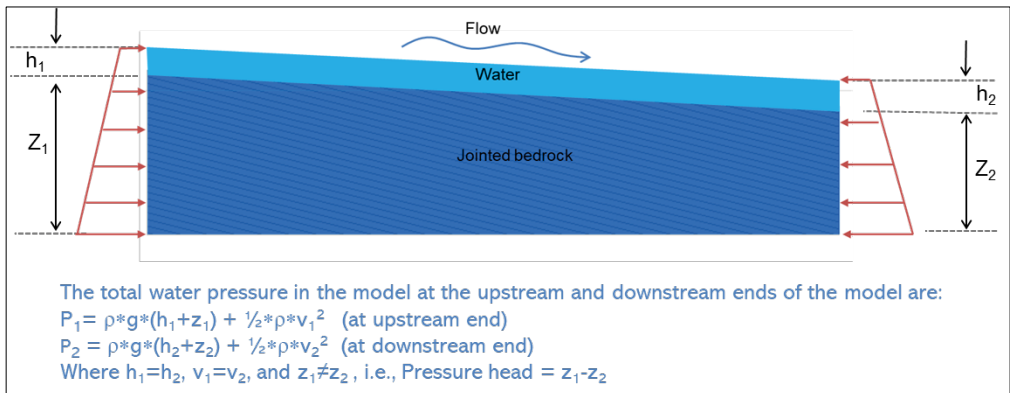 Flow
h₁
Water
h₂
Z₁
Jointed bedrock
Z₂
The total water pressure in the model at the upstream and downstream ends of the model are:
P₁= ρ*g*(h₁+z₁) + ½*ρ*v₁² (at upstream end)
P₂ = ρ*g*(h₂+z₂) + ½*ρ*v₂² (at downstream end)
Where h₁=h₂, v₁=v₂, and z₁≠z₂ , i.e., Pressure head = z₁-z₂